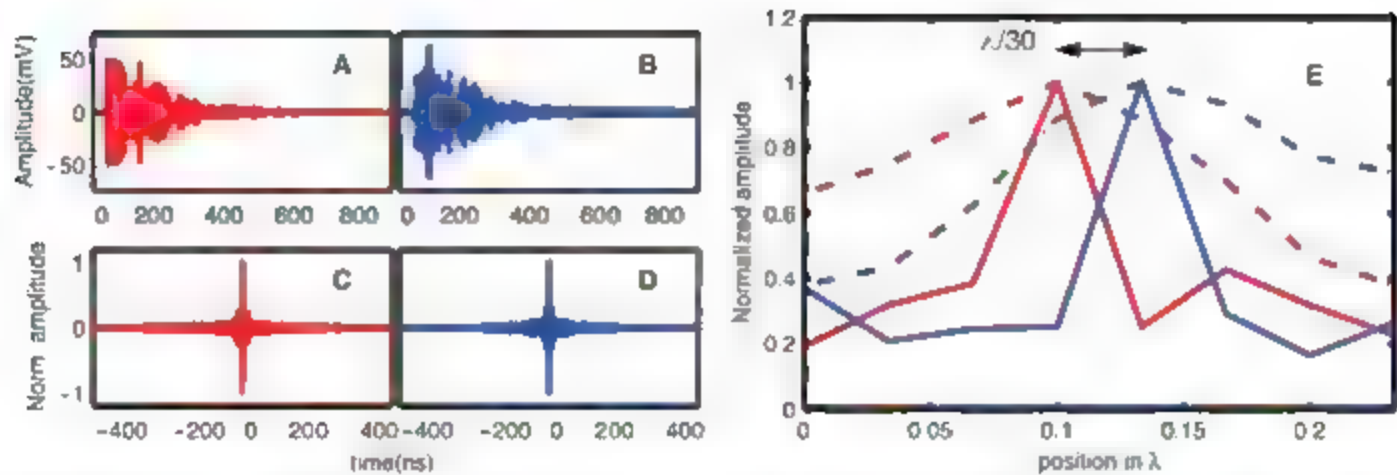 A
B
Amplitude(mV)
50
0
-50
0 200 400 600 800
0 200 400 600 800
C
D
Norm amplitude
1
0
-1
-400 -200 0 200 400
-400 -200 0 200 400
time(ns)
E
λ/30
Normalized amplitude
1.2
1
0.8
0.6
0.4
0.2
0
0 0.05 0.1 0.15 0.2
position in λ